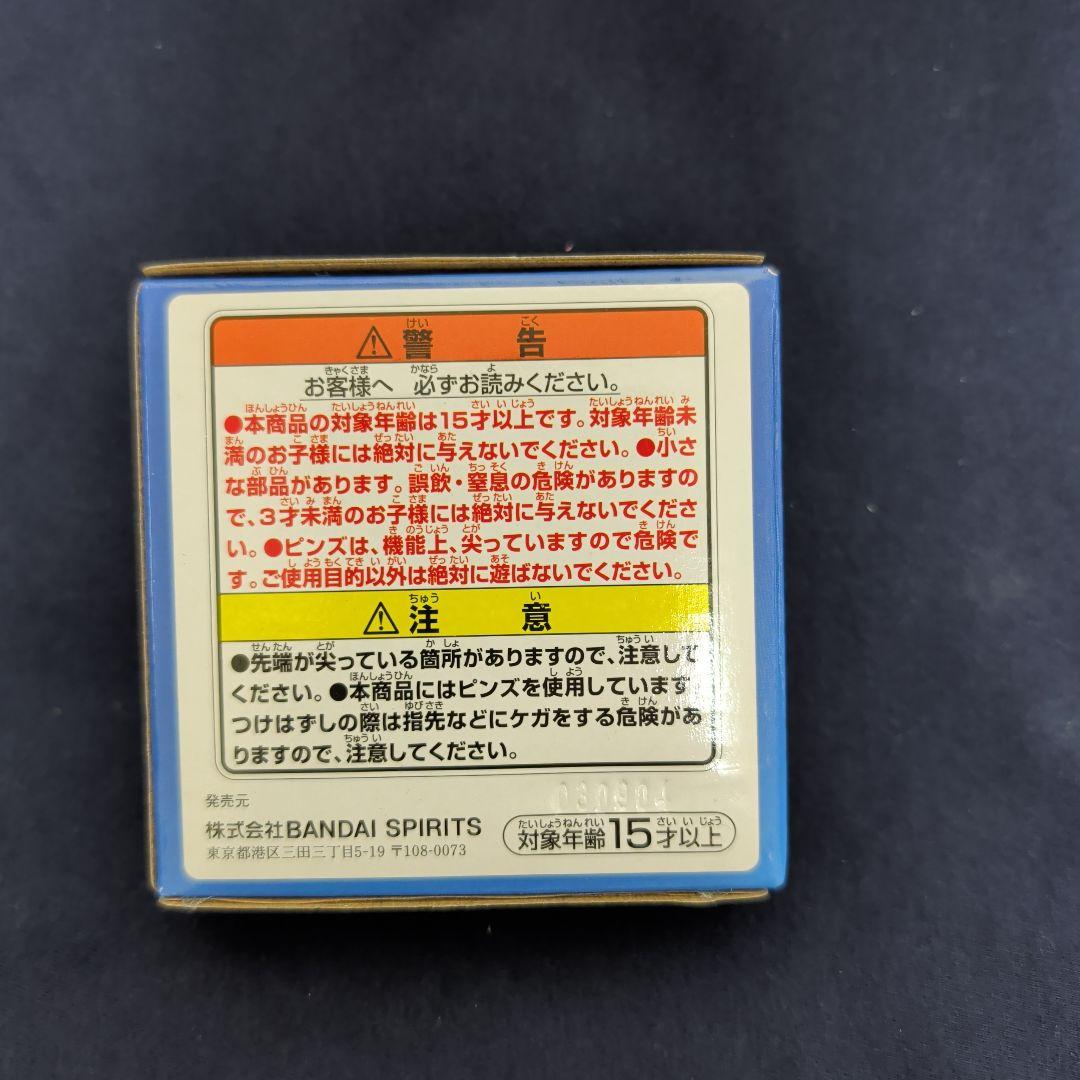 警告
お客様へ 必ずお読みください。
●本商品の対象年齢は15才以上です。対象年齢未
満のお子様には絶対に与えないでください。●小さ
な部品があります。誤飲・窒息の危険がありますの
で、3才未満のお子様には絶対に与えないでくださ
い。●ピンズは、機能上、尖っていますので危険で
す。ご使用目的以外は絶対に遊ばないでください。
注意
●先端が尖っている箇所がありますので、注意して
ください。●本商品にはピンズを使用しています
つけはずしの際は指先などにケガをする危険があ
りますので、注意してください。
発売元
株式会社BANDAI SPIRITS
東京都港区三田三丁目5-19 〒108-0073
対象年齢15才以上